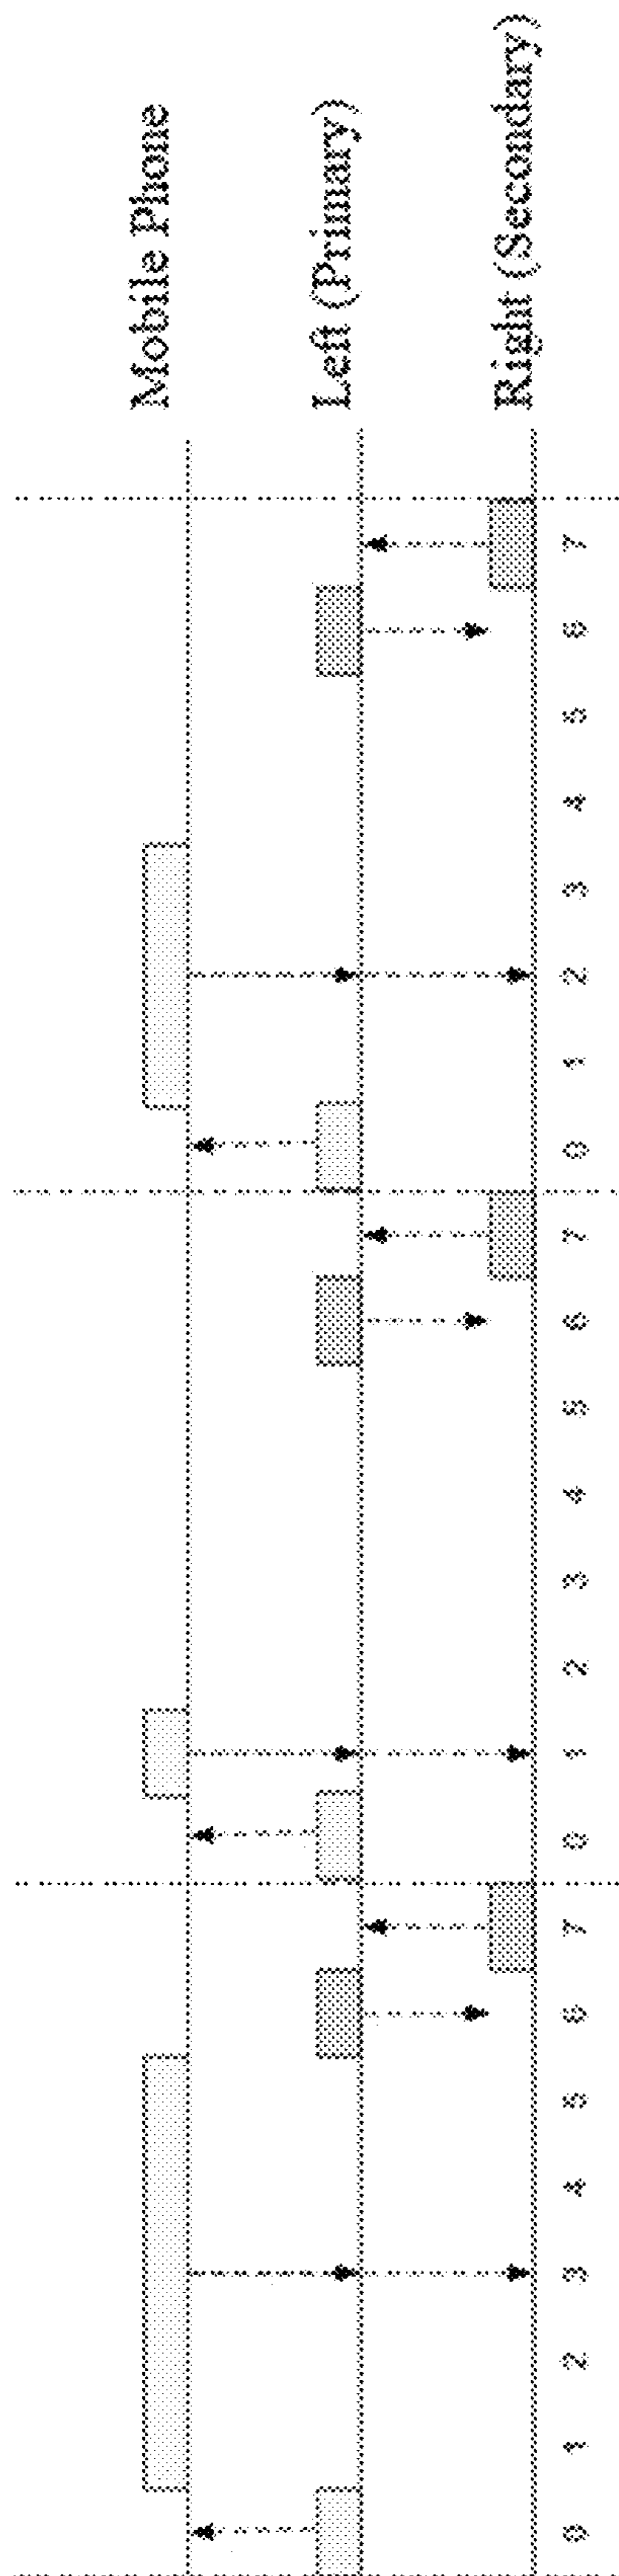 Mobile Phone
Left (Primary)
Right (Secondary)
0 1 2 3 4 5 6 7 0 1 2 3 4 5 6 7 0 1 2 3 4 5 6 7